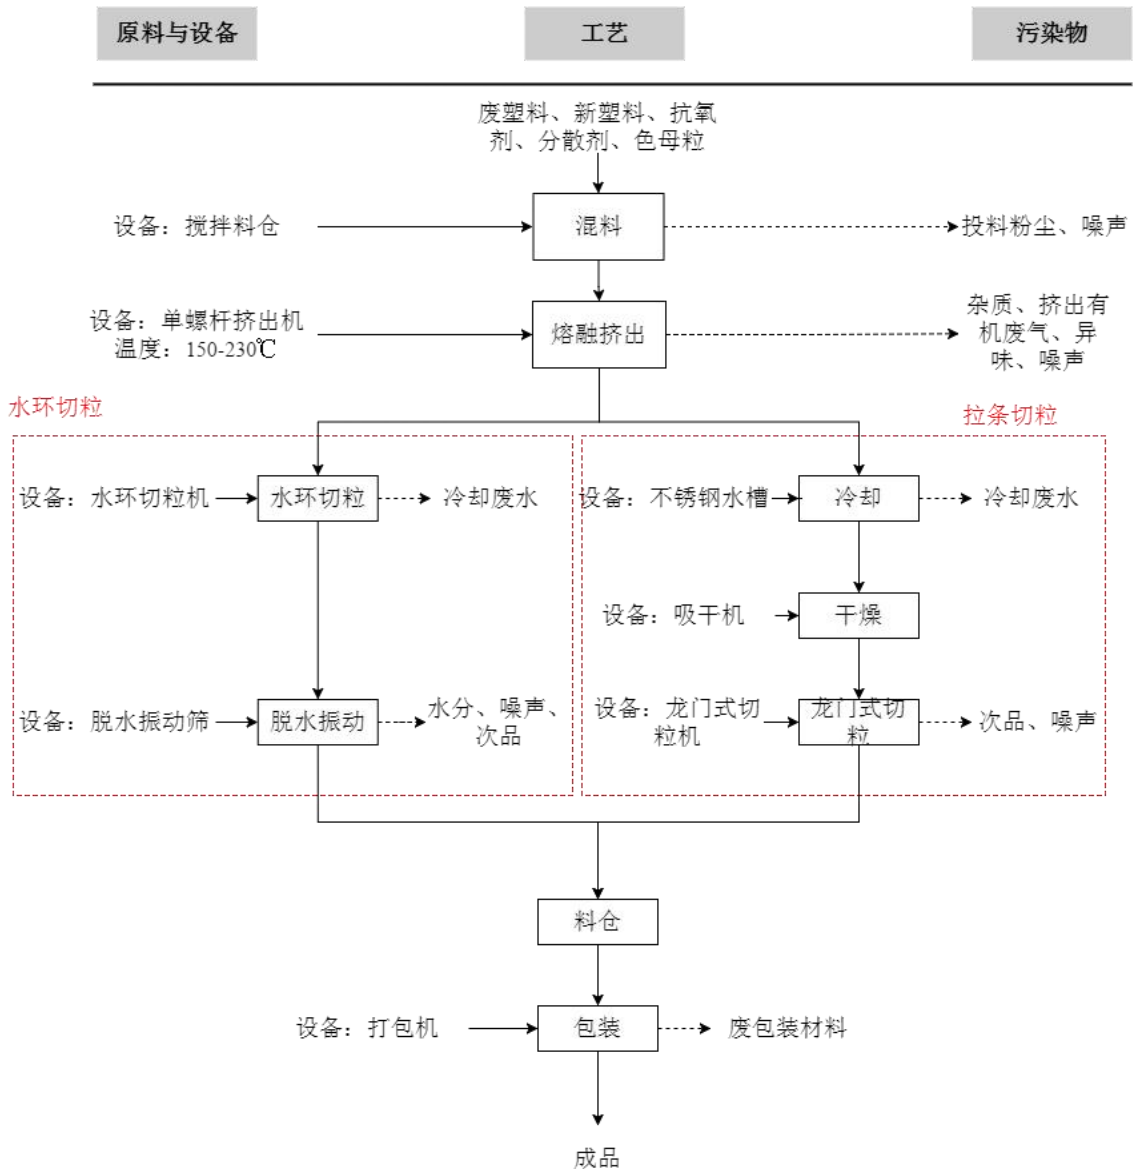 原料与设备
工艺
污染物
废塑料、新塑料、抗氧
剂、分散剂、色母粒
设备：搅拌料仓
混料
投料粉尘、噪声
设备：单螺杆挤出机
温度：150-230℃
熔融挤出
杂质、挤出有
机废气、异
味、噪声
水环切粒
拉条切粒
设备：水环切粒机
水环切粒
冷却废水
设备：不锈钢水槽
冷却
冷却废水
设备：吸干机
干燥
设备：脱水振动筛
脱水振动
水分、噪声、
次品
设备：龙门式切
粒机
龙门式切
粒
次品、噪声
料仓
设备：打包机
包装
废包装材料
成品